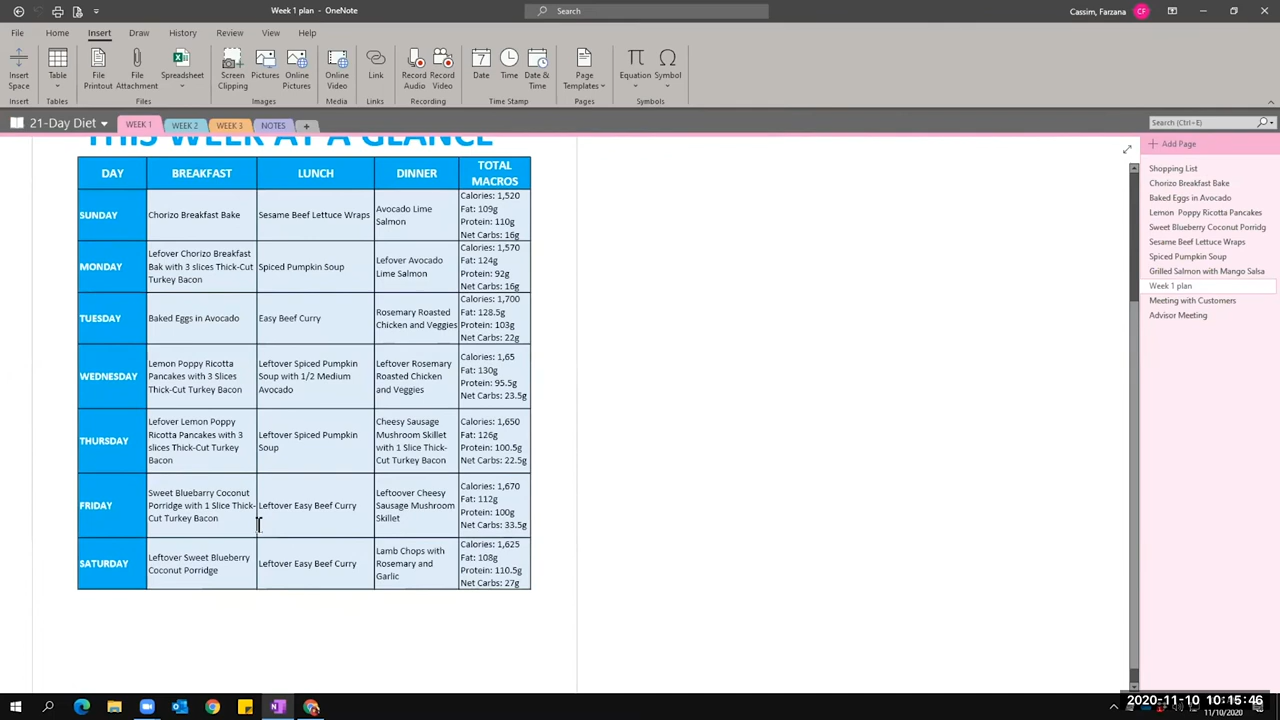 Week 1 plan - OneNote
Search
Cassim, Farzana
CF
File
Home
Insert
Draw
History
Review
View
Help
Insert Space
Table
File Printout
File Attachment
Spreadsheet
Screen Clipping
Pictures
Online Pictures
Online Video
Link
Record Audio
Record Video
Date
Time
Date & Time
Page Templates
Equation
Symbol
Insert
Tables
Files
Images
Media
Links
Recording
Time Stamp
Pages
Symbols
21-Day Diet
WEEK 1
WEEK 2
WEEK 3
NOTES
+
Search (Ctrl+E)
THIS WEEK AT A GLANCE
DAY
BREAKFAST
LUNCH
DINNER
TOTAL
MACROS
SUNDAY
Chorizo Breakfast Bake
Sesame Beef Lettuce Wraps
Avocado Lime
Salmon
Calories: 1,520
Fat: 109g
Protein: 110g
Net Carbs: 16g
MONDAY
Lefover Chorizo Breakfast
Bak with 3 slices Thick-Cut
Turkey Bacon
Spiced Pumpkin Soup
Lefover Avocado
Lime Salmon
Calories: 1,570
Fat: 124g
Protein: 92g
Net Carbs: 16g
TUESDAY
Baked Eggs in Avocado
Easy Beef Curry
Rosemary Roasted
Chicken and Veggies
Calories: 1,700
Fat: 128.5g
Protein: 103g
Net Carbs: 22g
WEDNESDAY
Lemon Poppy Ricotta
Pancakes with 3 Slices
Thick-Cut Turkey Bacon
Leftover Spiced Pumpkin
Soup with 1/2 Medium
Avocado
Leftover Rosemary
Roasted Chicken
and Veggies
Calories: 1,65
Fat: 130g
Protein: 95.5g
Net Carbs: 23.5g
THURSDAY
Lefover Lemon Poppy
Ricotta Pancakes with 3
slices Thick-Cut Turkey
Bacon
Leftover Spiced Pumpkin
Soup
Cheesy Sausage
Mushroom Skillet
with 1 Slice Thick-
Cut Turkey Bacon
Calories: 1,650
Fat: 126g
Protein: 100.5g
Net Carbs: 22.5g
FRIDAY
Sweet Bluebarry Coconut
Porridge with 1 Slice Thick-
Cut Turkey Bacon
Leftover Easy Beef Curry
Leftoover Cheesy
Sausage Mushroom
Skillet
Calories: 1,670
Fat: 112g
Protein: 100g
Net Carbs: 33.5g
SATURDAY
Leftover Sweet Blueberry
Coconut Porridge
Leftover Easy Beef Curry
Lamb Chops with
Rosemary and
Garlic
Calories: 1,625
Fat: 108g
Protein: 110.5g
Net Carbs: 27g
Add Page
Shopping List
Chorizo Breakfast Bake
Baked Eggs in Avocado
Lemon Poppy Ricotta Pancakes
Sweet Blueberry Coconut Porridg
Sesame Beef Lettuce Wraps
Spiced Pumpkin Soup
Grilled Salmon with Mango Salsa
Week 1 plan
Meeting with Customers
Advisor Meeting
2020-11-10 10:15:46
11/10/2020